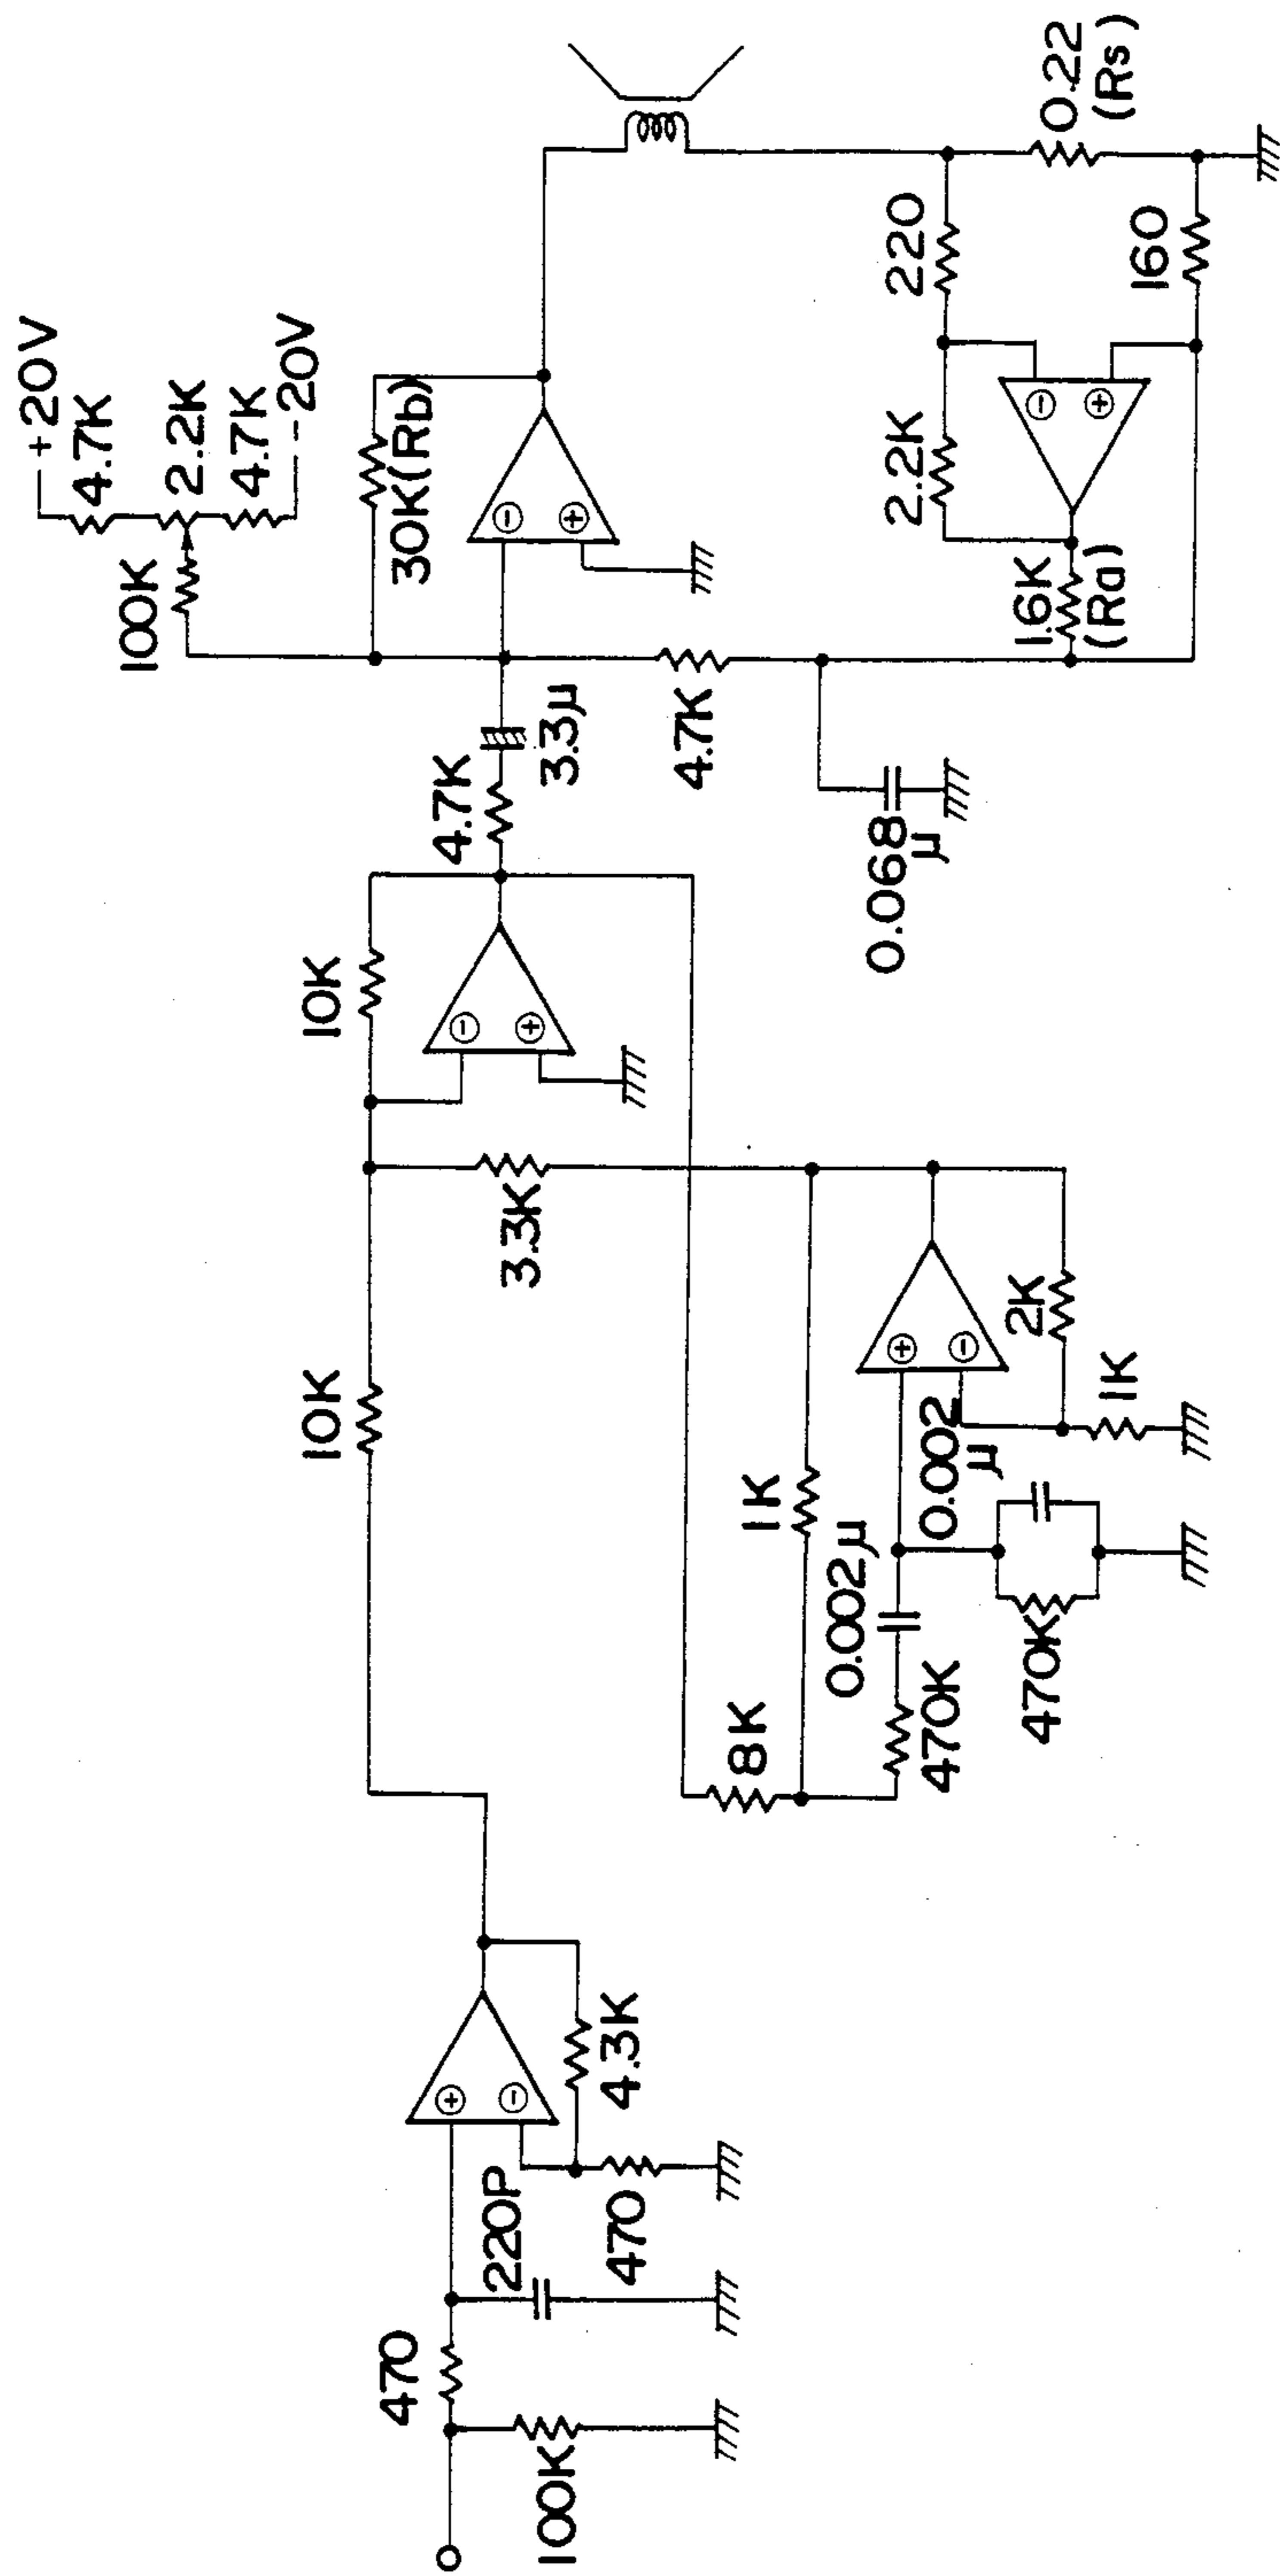 +20V
4.7K
2.2K
4.7K
-20V
100K
30K(Rb)
⊖
⊕
0.22
(Rs)
220
160
2.2K
⊖
⊕
1.6K
(Ra)
4.7K
3.3μ
4.7K
0.068
μ
10K
⊖
⊕
10K
3.3K
1K
8K
0.002μ
470K
⊕
⊖
0.002
μ
470K
2K
1K
⊕
⊖
4.3K
470
220P
470
100K